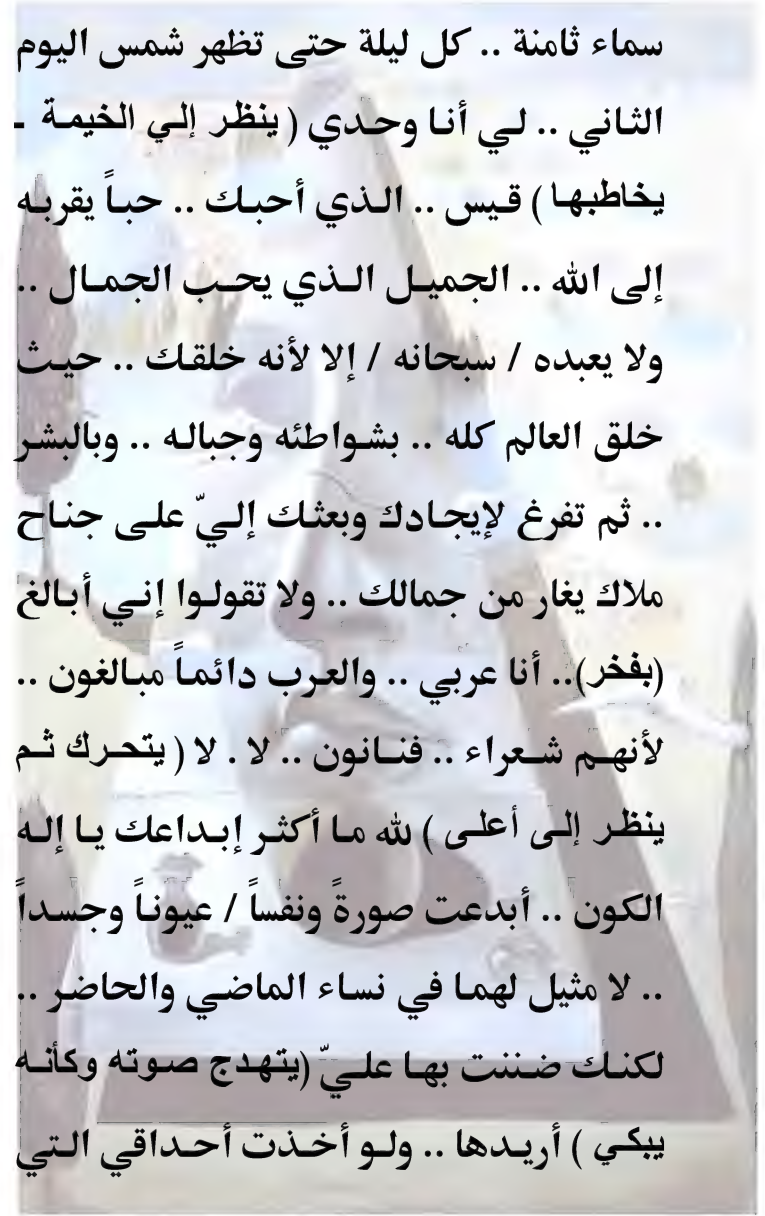 سماء ثامنة .. كل ليلة حتى تظهر شمس اليوم
الثاني .. لي أنا وحدي ( ينظر إلي الخيمة ـ
يخاطبها ) قيس .. الذي أحبك .. حباً يقربه
إلى الله .. الجميل الذي يحب الجمال ..
ولا يعبده / سبحانه / إلا لأنه خلقك .. حيث
خلق العالم كله .. بشواطئه وجباله .. وبالبشر
.. ثم تفرغ لإيجادك وبعثك إليّ على جناح
ملاك يغار من جمالك .. ولا تقولوا إني أبالغ
(بفخر).. أنا عربي .. والعرب دائماً مبالغون ..
لأنهم شعراء .. فنانون .. لا . لا ( يتحرك ثم
ينظر إلى أعلى ) لله ما أكثر إبداعك يا إله
الكون .. أبدعت صورةً ونفساً / عيوناً وجسداً
.. لا مثيل لهما في نساء الماضي والحاضر ..
لكنك ضننت بها عليّ (يتهدج صوته وكأنه
يبكي ) أريدها .. ولو أخذت أحداقي التي